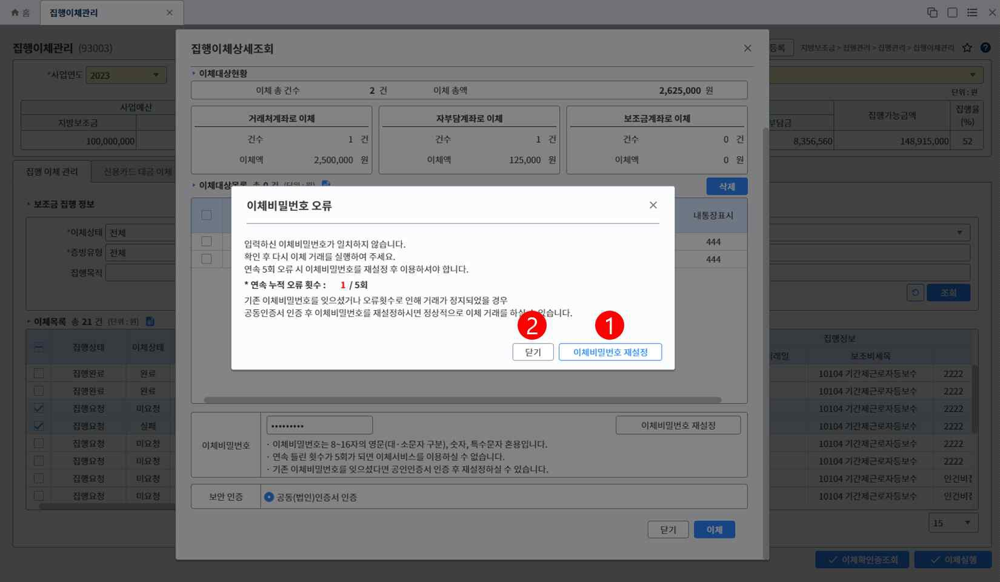 홈
집행이체관리
집행이체관리 (93003)
등록
지방보조금 > 집행관리 > 집행관리 > 집행이체관리
*사업연도 2023
단위 : 원
사업예산
지방보조금
100,000,000
부담금
8,356,560
집행가능금액
148,915,000
집행율
(%)
52
집행 이체 관리
신용카드 대금 이체
보조금 집행 정보
*이체상태 전체
*증빙유형 전체
집행목적
조회
이체목록 총 21 건 (단위 : 원)
집행상태 이체상태
집행완료 완료
집행완료 완료
집행요청 미요청
집행요청 실패
집행요청 미요청
집행요청 미요청
집행요청 미요청
집행요청 미요청
집행정보
보조비세목
10104 기간제근로자등보수 2222
10104 기간제근로자등보수 2222
10104 기간제근로자등보수 2222
10104 기간제근로자등보수 2222
10104 기간제근로자등보수 2222
10104 기간제근로자등보수 2222
10104 기간제근로자등보수
10104 기간제근로자등보수
15
이체확인증조회
이체실행
집행이체상세조회
이체대상현황
이체 총 건수 2 건 이체 총액 2,625,000 원
거래처계좌로 이체
건수 1 건
이체액 2,500,000 원
자부담계좌로 이체
건수 1 건
이체액 125,000 원
보조금계좌로 이체
건수 0 건
이체액 0 원
삭제
내통장표시
444
444
이체비밀번호 오류
입력하신 이체비밀번호가 일치하지 않습니다.
확인 후 다시 이체 거래를 실행하여 주세요.
연속 5회 오류 시 이체비밀번호를 재설정 후 이용하셔야 합니다.
* 연속 누적 오류 횟수 : 1 / 5회
기존 이체비밀번호를 잊으셨거나 오류횟수로 인해 거래가 정지되었을 경우
공동인증서 인증 후 이체비밀번호를 재설정하시면 정상적으로 이체 거래를 하실 수 있습니다.
2
1
닫기
이체비밀번호 재설정
이체비밀번호
•••••••••
이체비밀번호 재설정
· 이체비밀번호는 8~16자의 영문(대·소문자 구분), 숫자, 특수문자 혼용입니다.
· 연속 틀린 횟수가 5회가 되면 이체서비스를 이용하실 수 없습니다.
· 기존 이체비밀번호를 잊으셨다면 공인인증서 인증 후 재설정하실 수 있습니다.
보안 인증 공동(법인)인증서 인증
닫기
이체